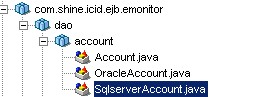 com.shine.icid.ejb.emonitor
dao
account
Account.java
OracleAccount.java
SqlserverAccount.java